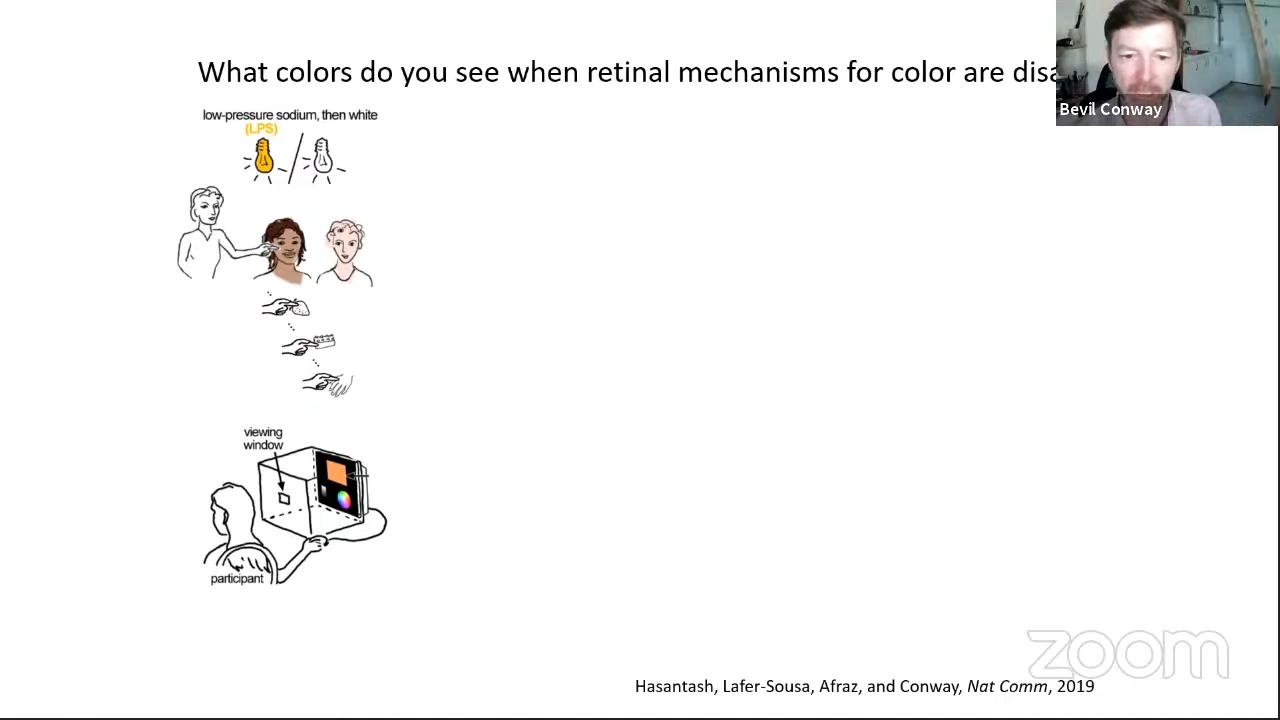 What colors do you see when retinal mechanisms for color are
Bevil Conway
low-pressure sodium, then white
(LPS)
viewing
window
participant
zoom
Hasantash, Lafer-Sousa, Afraz, and Conway, Nat Comm, 2019